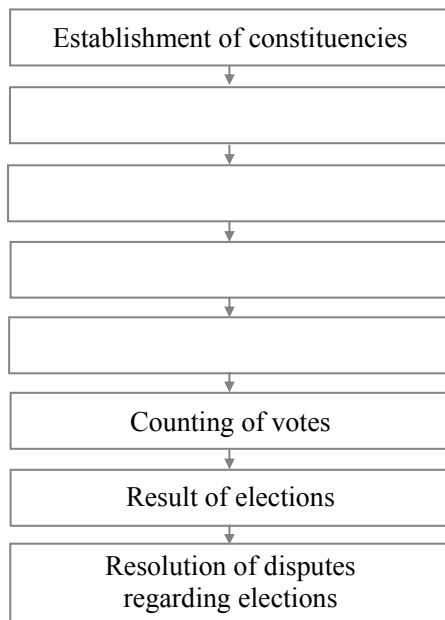 Establishment of constituencies
Counting of votes
Result of elections
Resolution of disputes
regarding elections